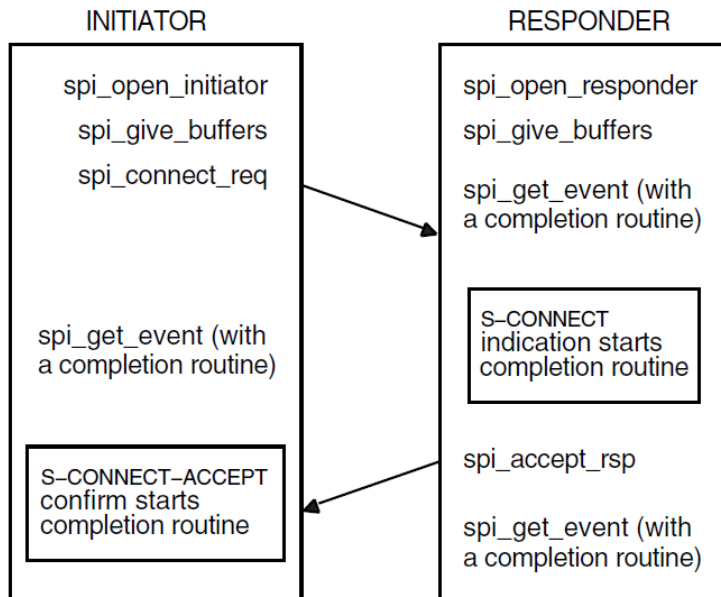 INITIATOR
spi_open_initiator
spi_give_buffers
spi_connect_req
spi_get_event (with
a completion routine)
S–CONNECT-ACCEPT
confirm starts
completion routine
RESPONDER
spi_open_responder
spi_give_buffers
spi_get_event (with
a completion routine)
S–CONNECT
indication starts
completion routine
spi_accept_rsp
spi_get_event (with
a completion routine)